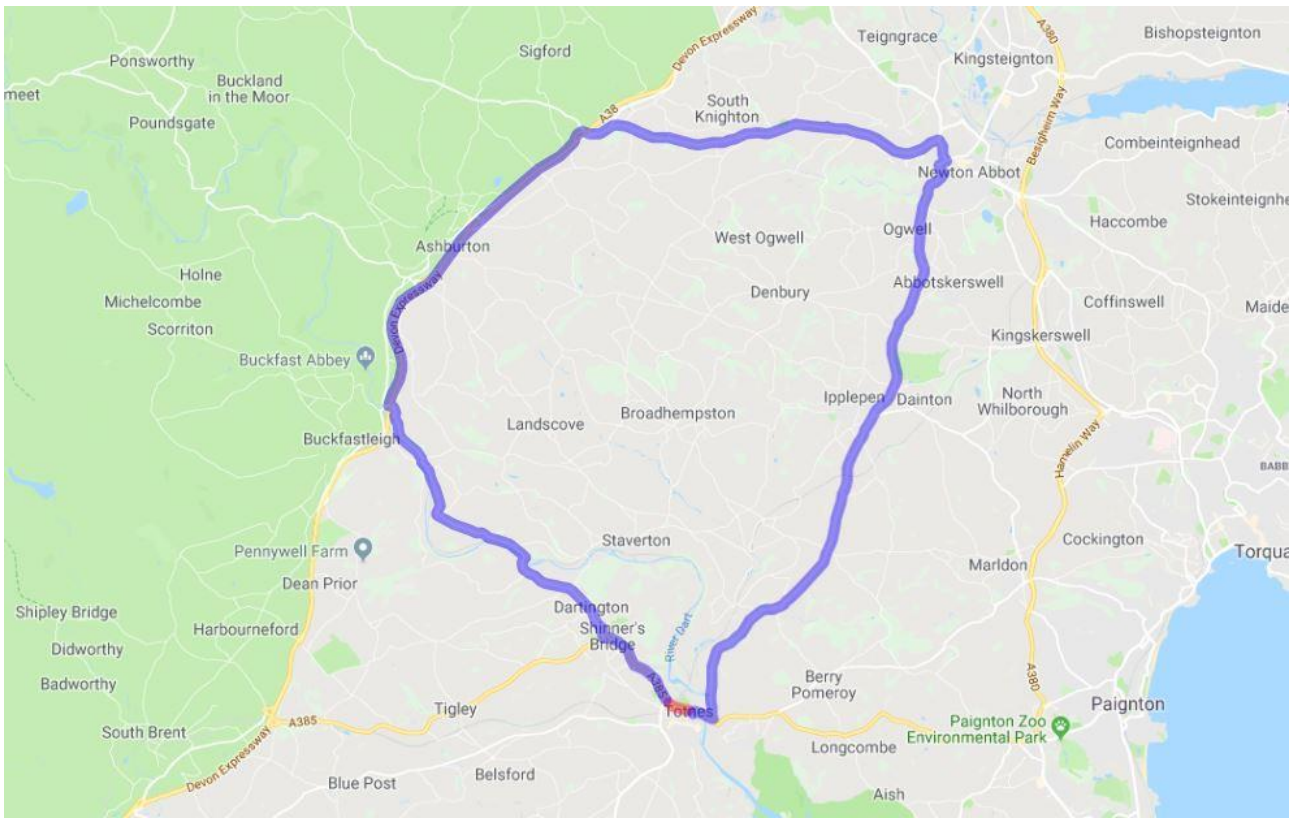 Bishopsteignton
A380
Teigngrace
Kingsteignton
Sigford
Devon Expressway
Ponsworthy
Buckland
in the Moor
meet
Poundsgate
A38
South
Knighton
Besigheim Way
Combeinteignhead
Newton Abbot
Stokeinteignhe
Haccombe
Ogwell
West Ogwell
Ashburton
Holne
Abbotskerswell
Denbury
Michelcombe
Coffinswell
Maide
Scorriton
Devon Expressway
Kingskerswell
Buckfast Abbey
Ipplepen
Dainton
North
Whilborough
Broadhempston
Landscove
Buckfastleigh
Hamelin Way
BABB
Staverton
Cockington
Pennywell Farm
Torqua
Marldon
Dean Prior
Dartington
Shipley Bridge
Shinner's
Bridge
Harbourneford
River Dart
Didworthy
Berry
Pomeroy
A380
Badworthy
A385
Paignton
Tigley
Totnes
A385
Paignton Zoo
Environmental Park
South Brent
Longcombe
Devon Expressway
Belsford
Blue Post
Aish